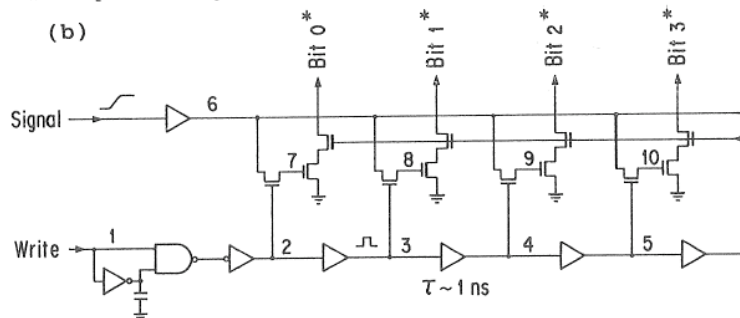 (b)
Bit 0*
Bit 1*
Bit 2*
Bit 3*
Signal
6
7
8
9
10
Write
1
2
3
4
5
τ ~ 1 ns